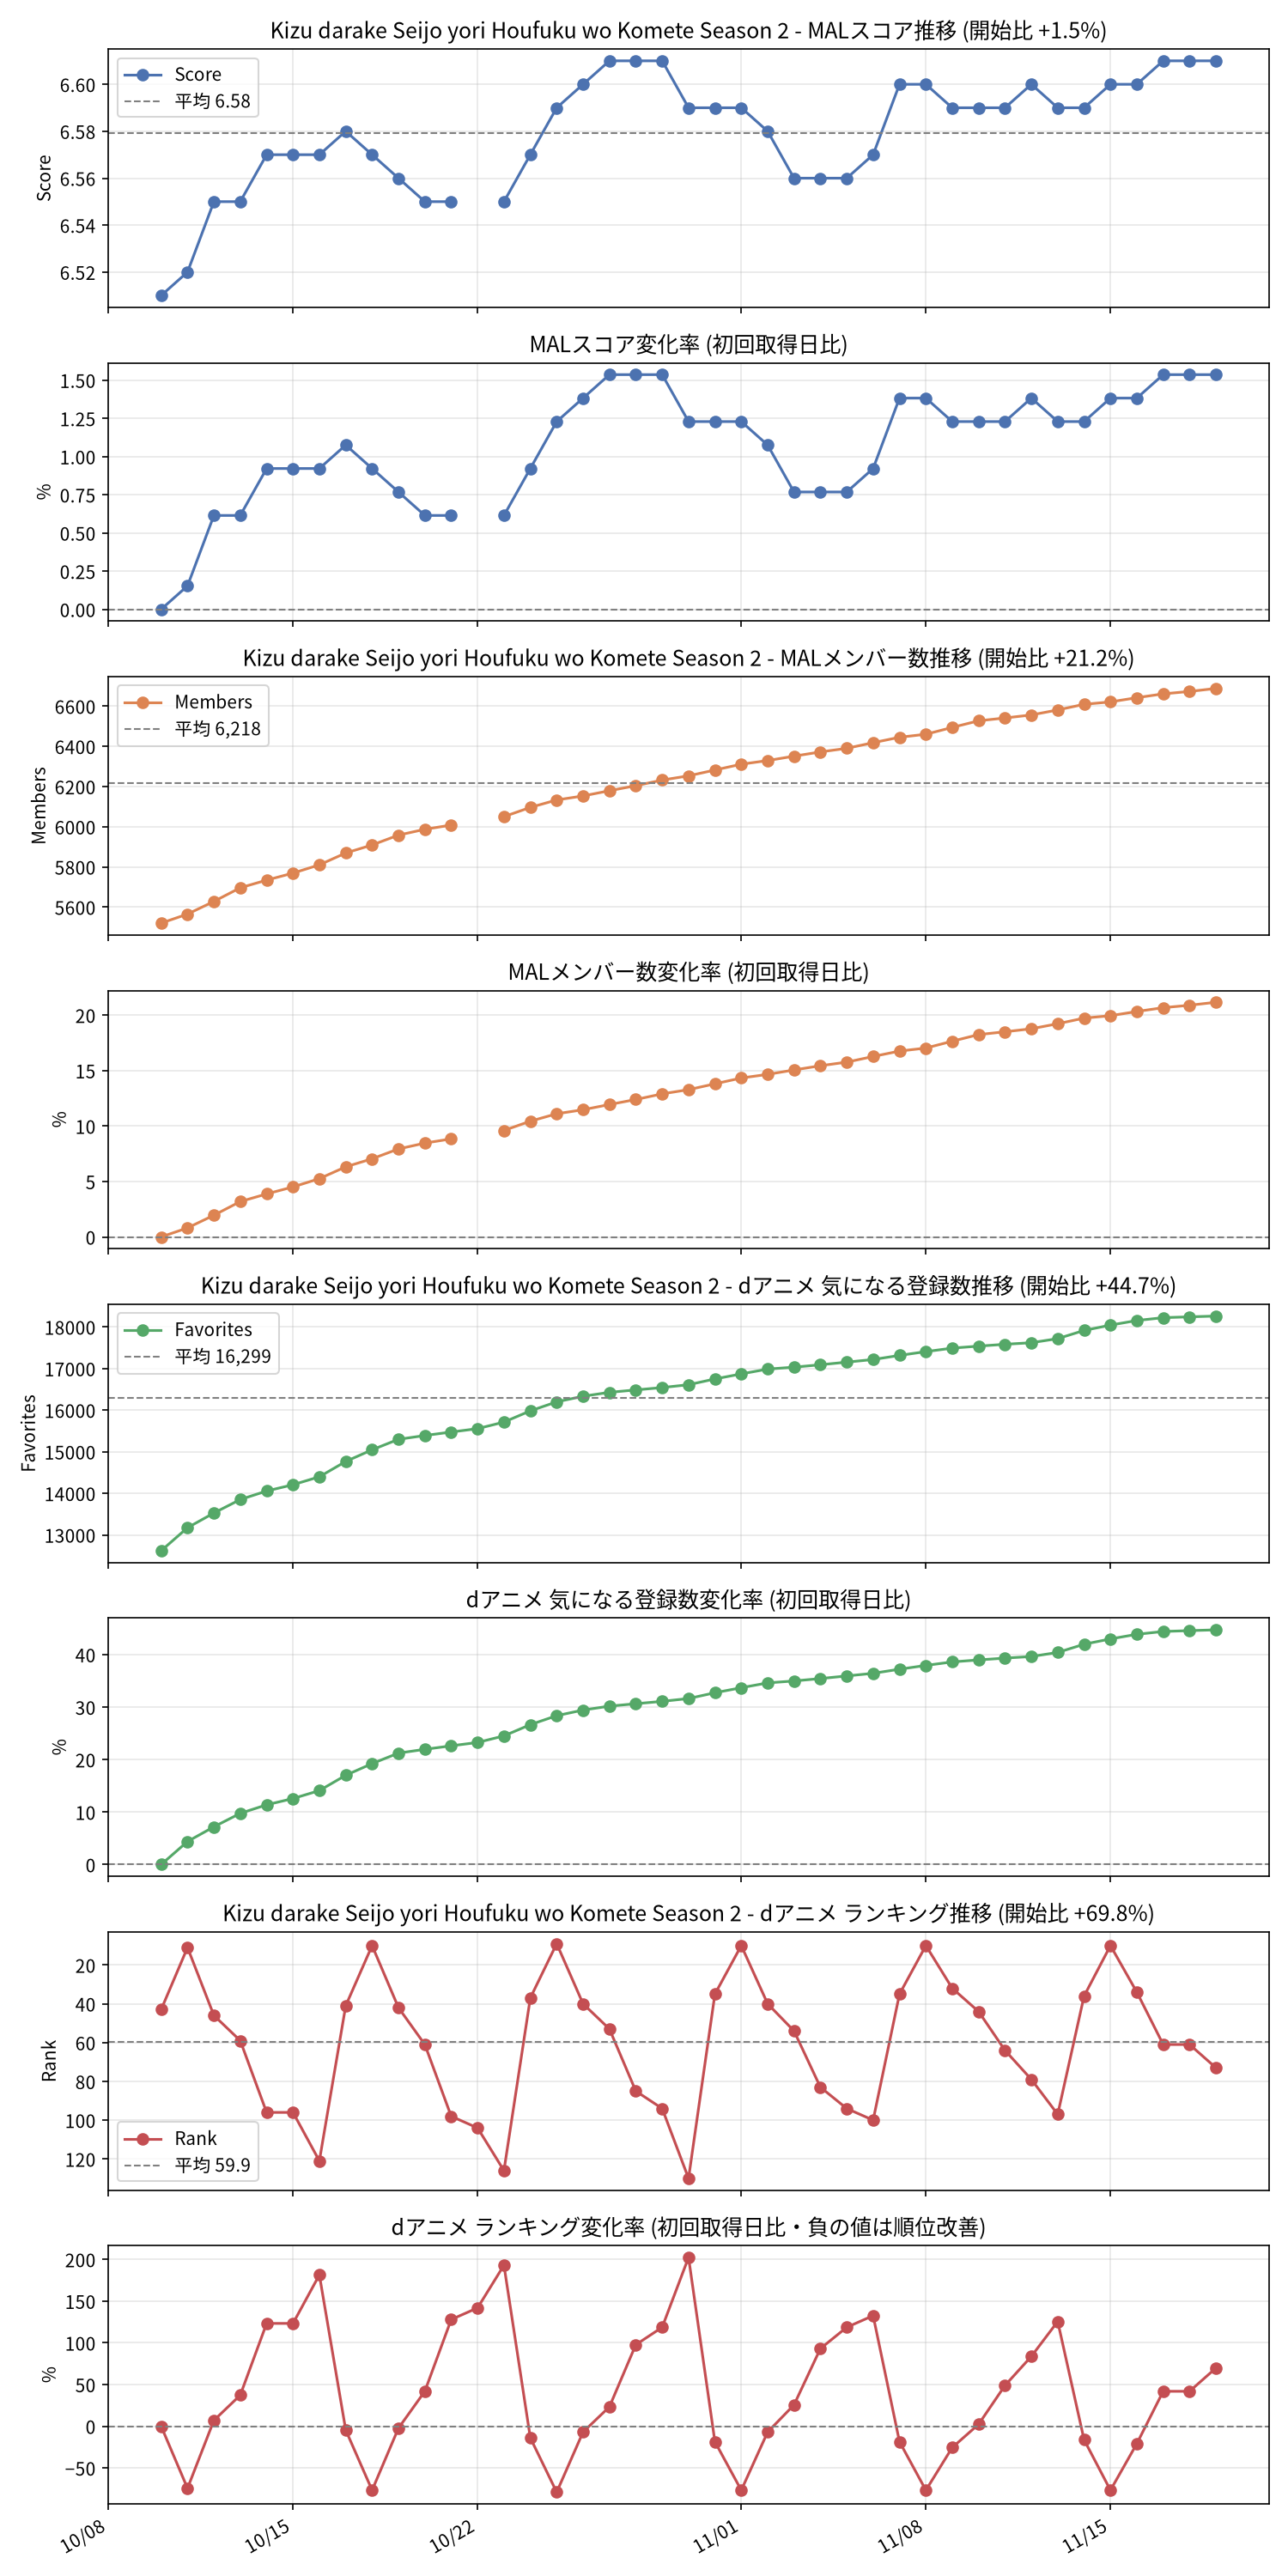 Kizu darake Seijo yori Houfuku wo Komete Season 2 - MALスコア推移 (開始比 +1.5%)
Score
平均 6.58
6.60
6.58
6.56
6.54
6.52
Score
MALスコア変化率 (初回取得日比)
1.50
1.25
1.00
0.75
0.50
0.25
0.00
%
Kizu darake Seijo yori Houfuku wo Komete Season 2 - MALメンバー数推移 (開始比 +21.2%)
Members
平均 6,218
6600
6400
6200
6000
5800
5600
Members
MALメンバー数変化率 (初回取得日比)
20
15
10
5
0
%
Kizu darake Seijo yori Houfuku wo Komete Season 2 - dアニメ 気になる登録数推移 (開始比 +44.7%)
Favorites
平均 16,299
18000
17000
16000
15000
14000
13000
Favorites
dアニメ 気になる登録数変化率 (初回取得日比)
40
30
20
10
0
%
Kizu darake Seijo yori Houfuku wo Komete Season 2 - dアニメ ランキング推移 (開始比 +69.8%)
20
40
60
80
100
120
Rank
Rank
平均 59.9
dアニメ ランキング変化率 (初回取得日比・負の値は順位改善)
200
150
100
50
0
−50
%
10/08
10/15
10/22
11/01
11/08
11/15